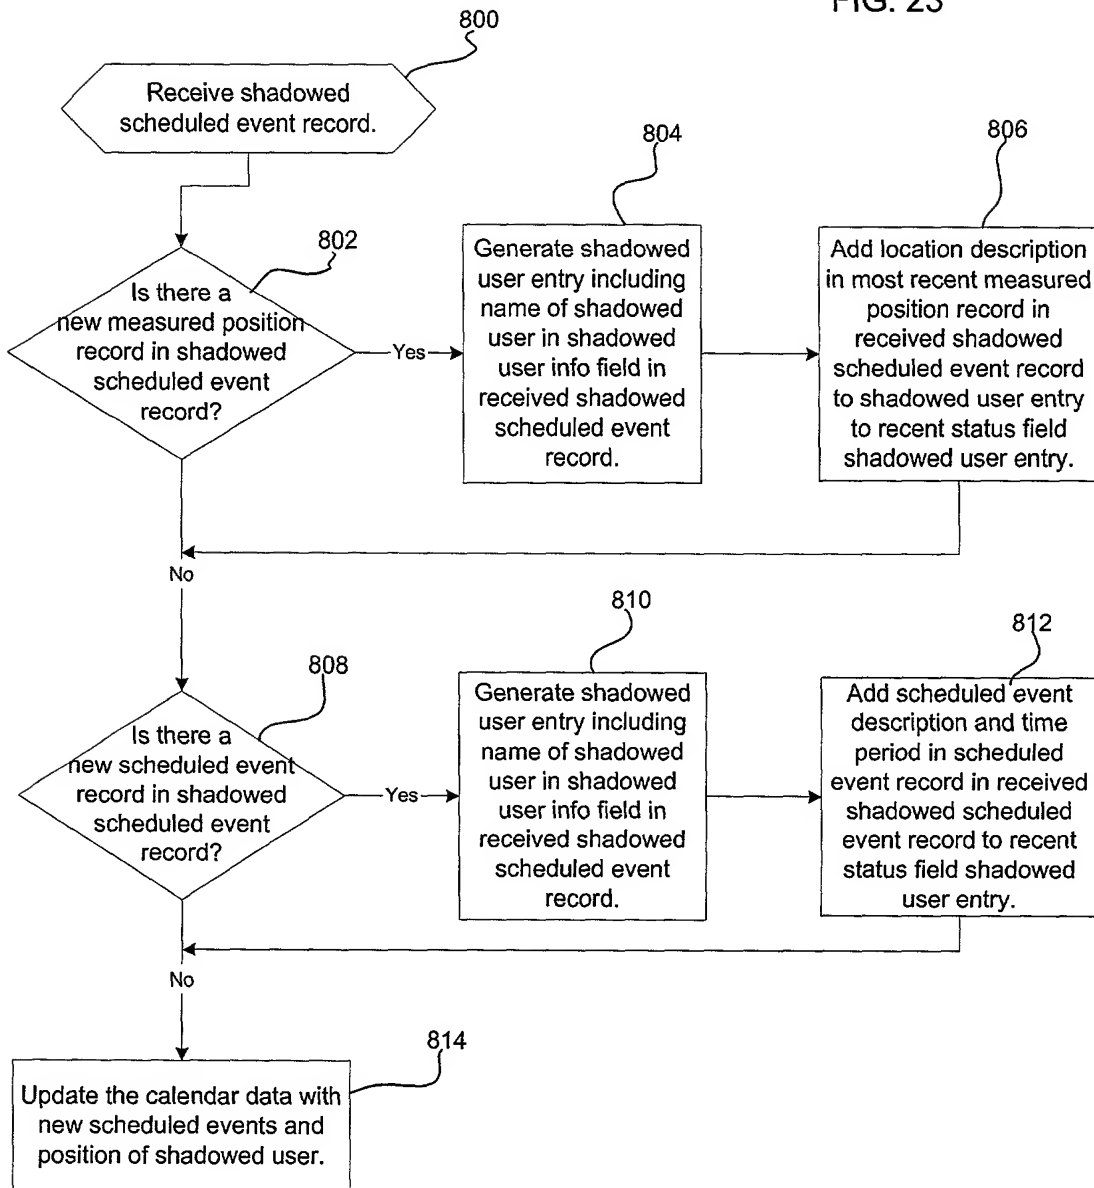 FIG. 23
800
Receive shadowed
scheduled event record.
802
Is there a
new measured position
record in shadowed
scheduled event
record?
Yes
804
Generate shadowed
user entry including
name of shadowed
user in shadowed
user info field in
received shadowed
scheduled event
record.
806
Add location description
in most recent measured
position record in
received shadowed
scheduled event record
to shadowed user entry
to recent status field
shadowed user entry.
No
808
Is there a
new scheduled event
record in shadowed
scheduled event
record?
Yes
810
Generate shadowed
user entry including
name of shadowed
user in shadowed
user info field in
received shadowed
scheduled event
record.
812
Add scheduled event
description and time
period in scheduled
event record in received
shadowed scheduled
event record to recent
status field shadowed
user entry.
No
814
Update the calendar data with
new scheduled events and
position of shadowed user.